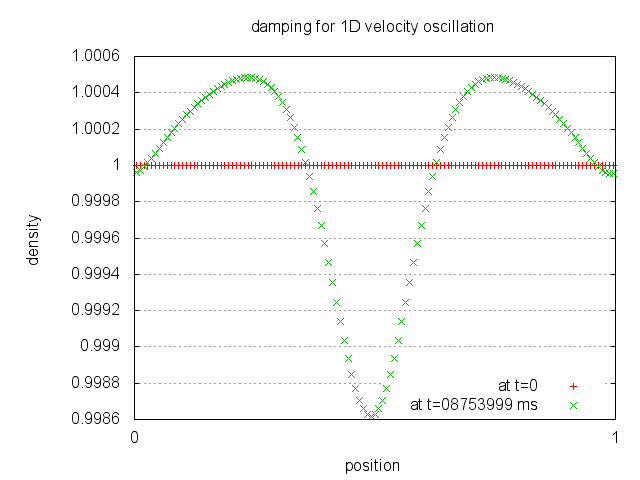 damping for 1D velocity oscillation
1.0006
1.0004
1.0002
1
0.9998
0.9996
0.9994
0.9992
0.999
0.9988
0.9986
density
at t=0
at t=08753999 ms
0
1
position